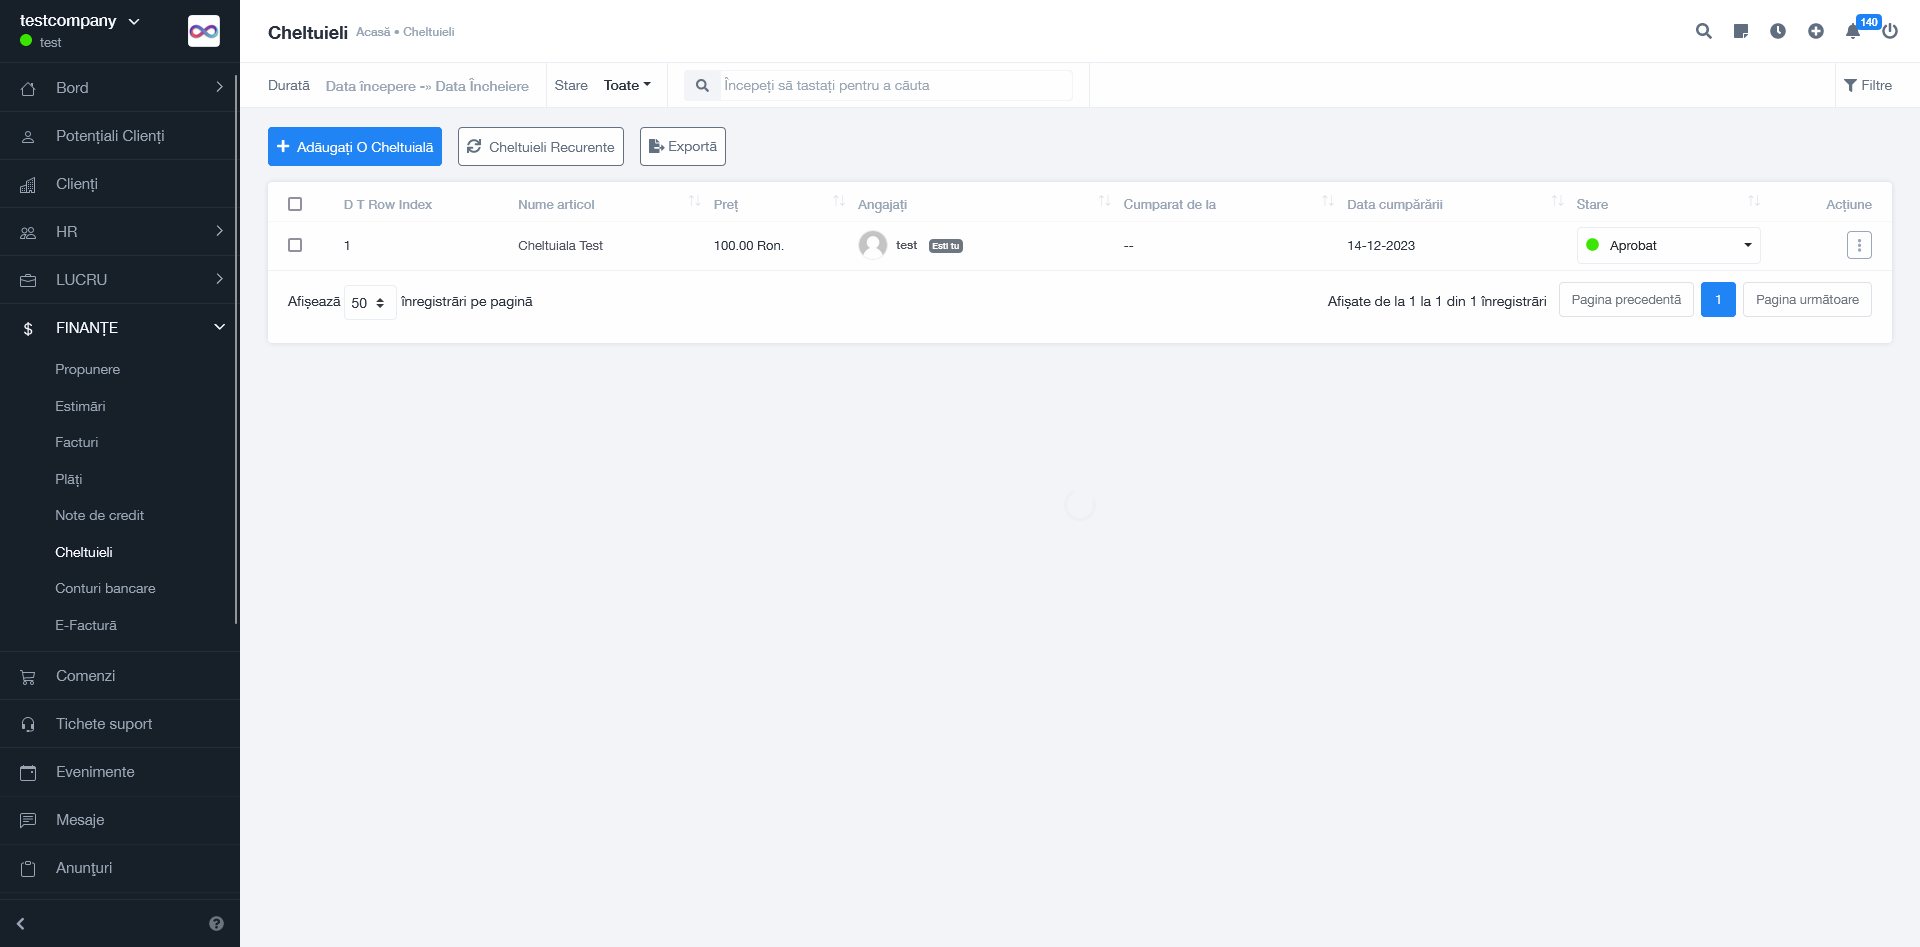 testcompany
test
Bord
Potențiali Clienți
Clienți
HR
LUCRU
FINANȚE
Propunere
Estimări
Facturi
Plăți
Note de credit
Cheltuieli
Conturi bancare
E-Factură
Comenzi
Tichete suport
Evenimente
Mesaje
Anunţuri
Cheltuieli Acasă • Cheltuieli
140
Durată Data începere -» Data Încheiere Stare Toate Începeți să tastați pentru a căuta Filtre
Adăugați O Cheltuială Cheltuieli Recurente Exportă
D T Row Index Nume articol Preț Angajați Cumparat de la Data cumpărării Stare Acțiune
1 Cheltuiala Test 100.00 Ron. test Esti tu -- 14-12-2023 Aprobat
Afișează 50 înregistrări pe pagină Afișate de la 1 la 1 din 1 înregistrări Pagina precedentă 1 Pagina următoare